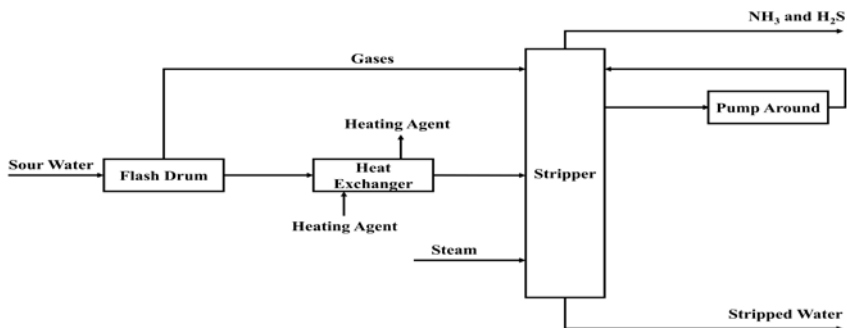 NH₃ and H₂S
Gases
Pump Around
Heating Agent
Sour Water
Flash Drum
Heat
Exchanger
Stripper
Heating Agent
Steam
Stripped Water